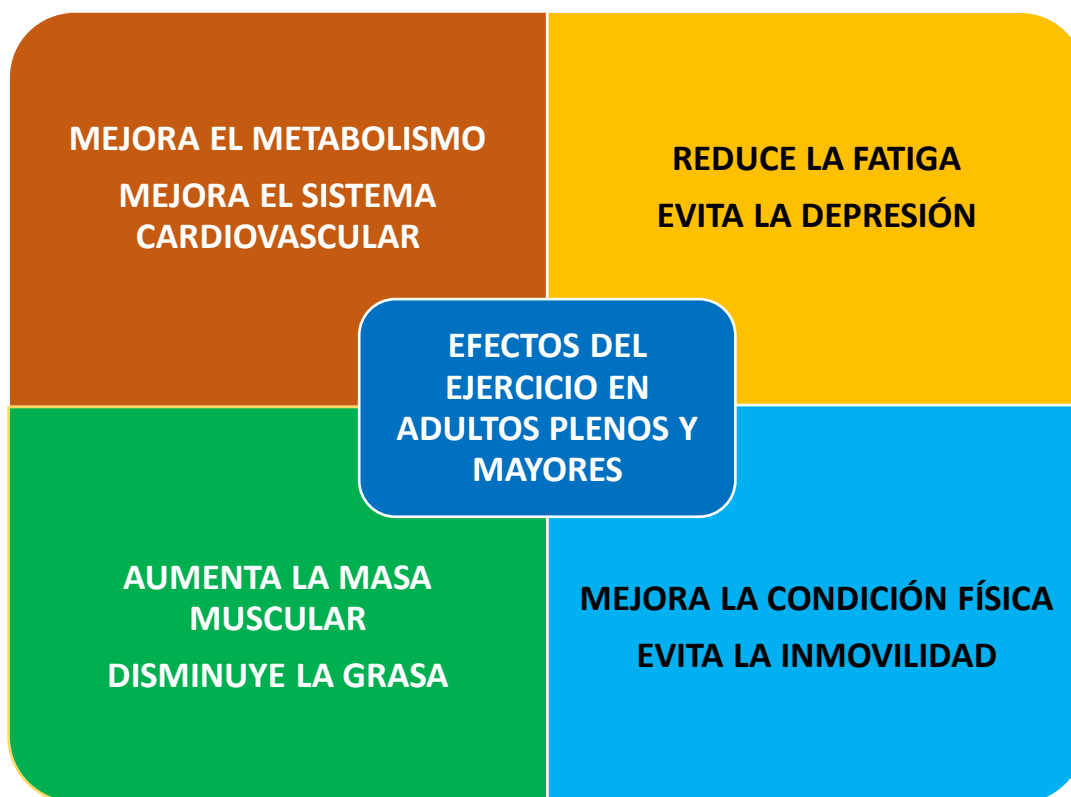 MEJORA EL METABOLISMO
MEJORA EL SISTEMA
CARDIOVASCULAR
REDUCE LA FATIGA
EVITA LA DEPRESIÓN
EFECTOS DEL
EJERCICIO EN
ADULTOS PLENOS Y
MAYORES
AUMENTA LA MASA
MUSCULAR
DISMINUYE LA GRASA
MEJORA LA CONDICIÓN FÍSICA
EVITA LA INMOVILIDAD